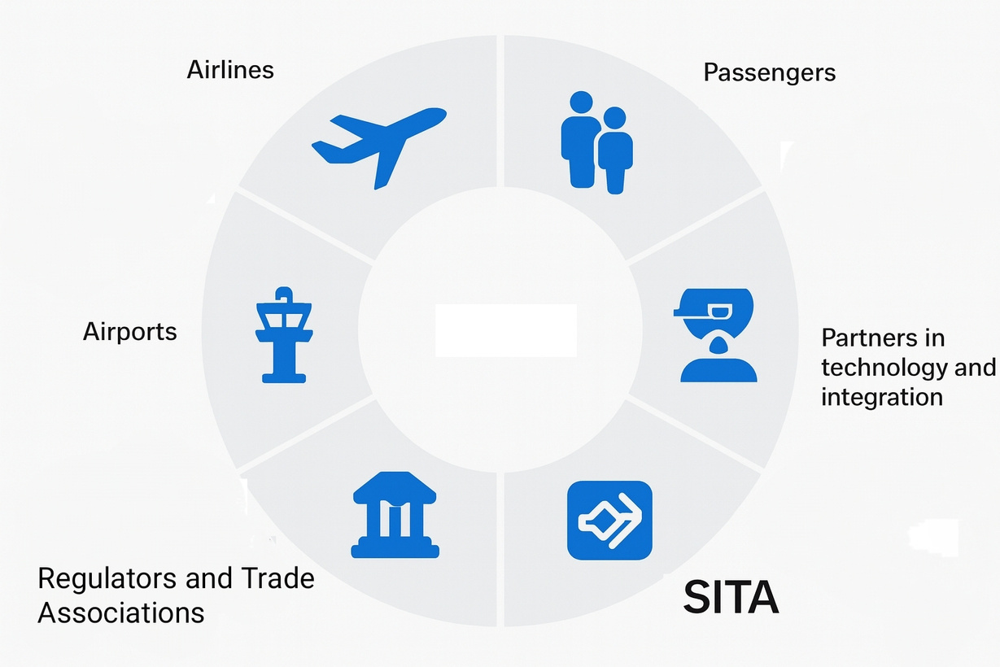 Airlines
Passengers
Airports
Partners in
technology and
integration
Regulators and Trade
Associations
SITA